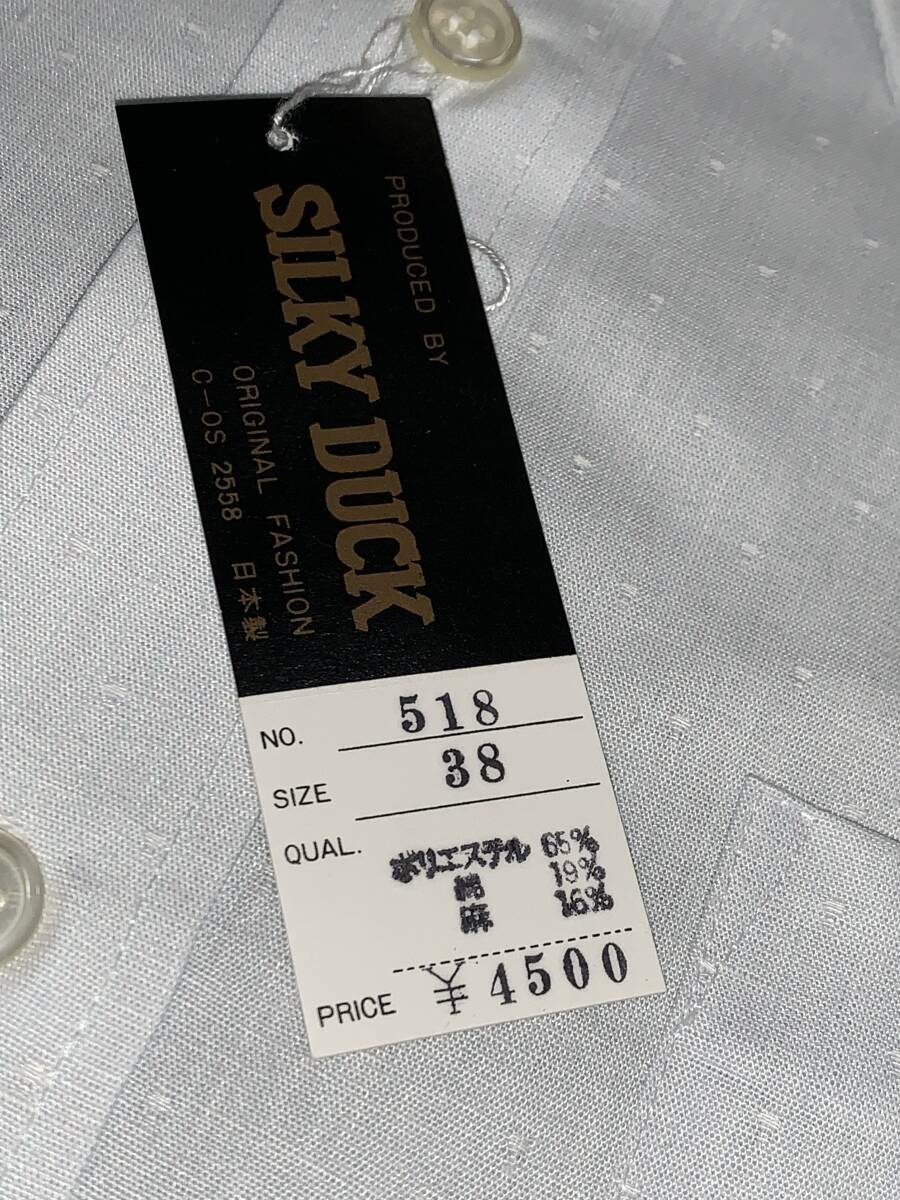 PRODUCED BY
SILKY DUCK
ORIGINAL FASHION
C-OS 2558 日本製
NO. 518
SIZE 38
QUAL. ポリエステル 65%
綿 19%
麻 16%
PRICE ¥4500